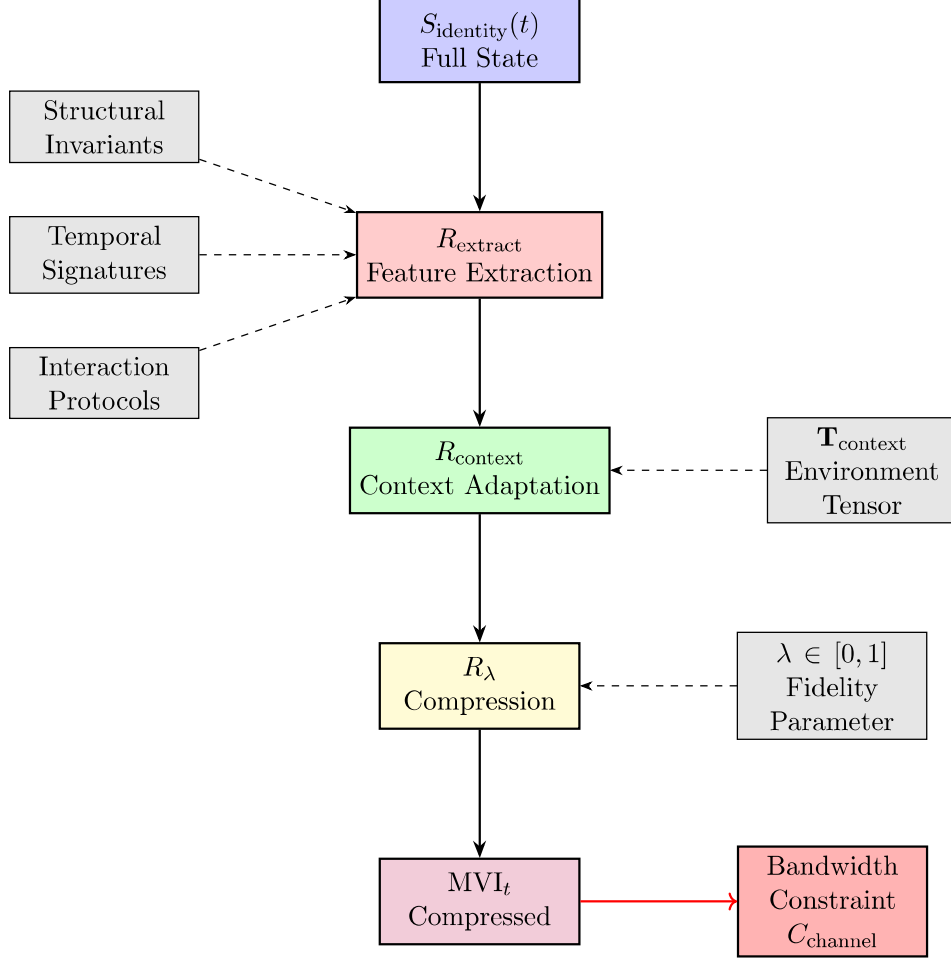 S_identity(t)
Full State
Structural
Invariants
Temporal
Signatures
Interaction
Protocols
R_extract
Feature Extraction
R_context
Context Adaptation
T_context
Environment
Tensor
R_λ
Compression
λ ∈ [0, 1]
Fidelity
Parameter
MVI_t
Compressed
Bandwidth
Constraint
C_channel